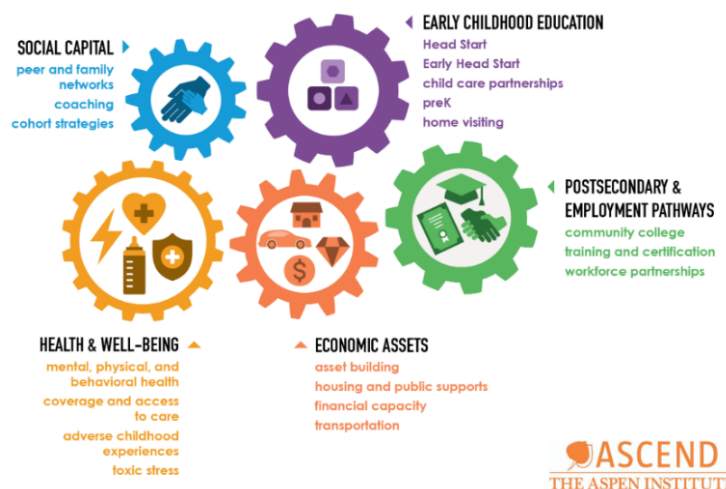 SOCIAL CAPITAL
peer and family
networks
coaching
cohort strategies
EARLY CHILDHOOD EDUCATION
Head Start
Early Head Start
child care partnerships
preK
home visiting
POSTSECONDARY &
EMPLOYMENT PATHWAYS
community college
training and certification
workforce partnerships
HEALTH & WELL-BEING
mental, physical, and
behavioral health
coverage and access
to care
adverse childhood
experiences
toxic stress
ECONOMIC ASSETS
asset building
housing and public supports
financial capacity
transportation
$
ASCEND
THE ASPEN INSTITUT